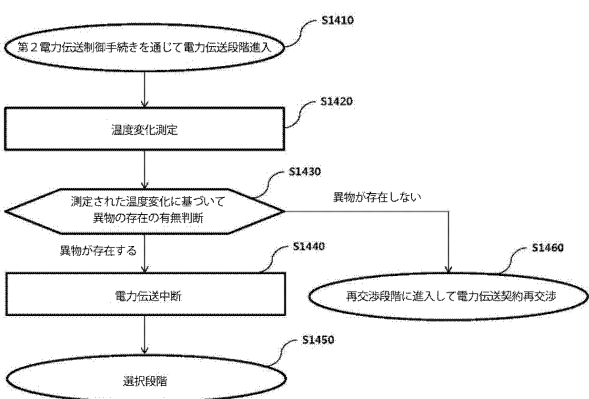 S1410
第2電力伝送制御手続きを通じて電力伝送段階進入
S1420
温度変化測定
S1430
測定された温度変化に基づいて
異物の存在の有無判断
異物が存在しない
異物が存在する
S1440
電力伝送中断
S1460
再交渉段階に進入して電力伝送契約再交渉
S1450
選択段階